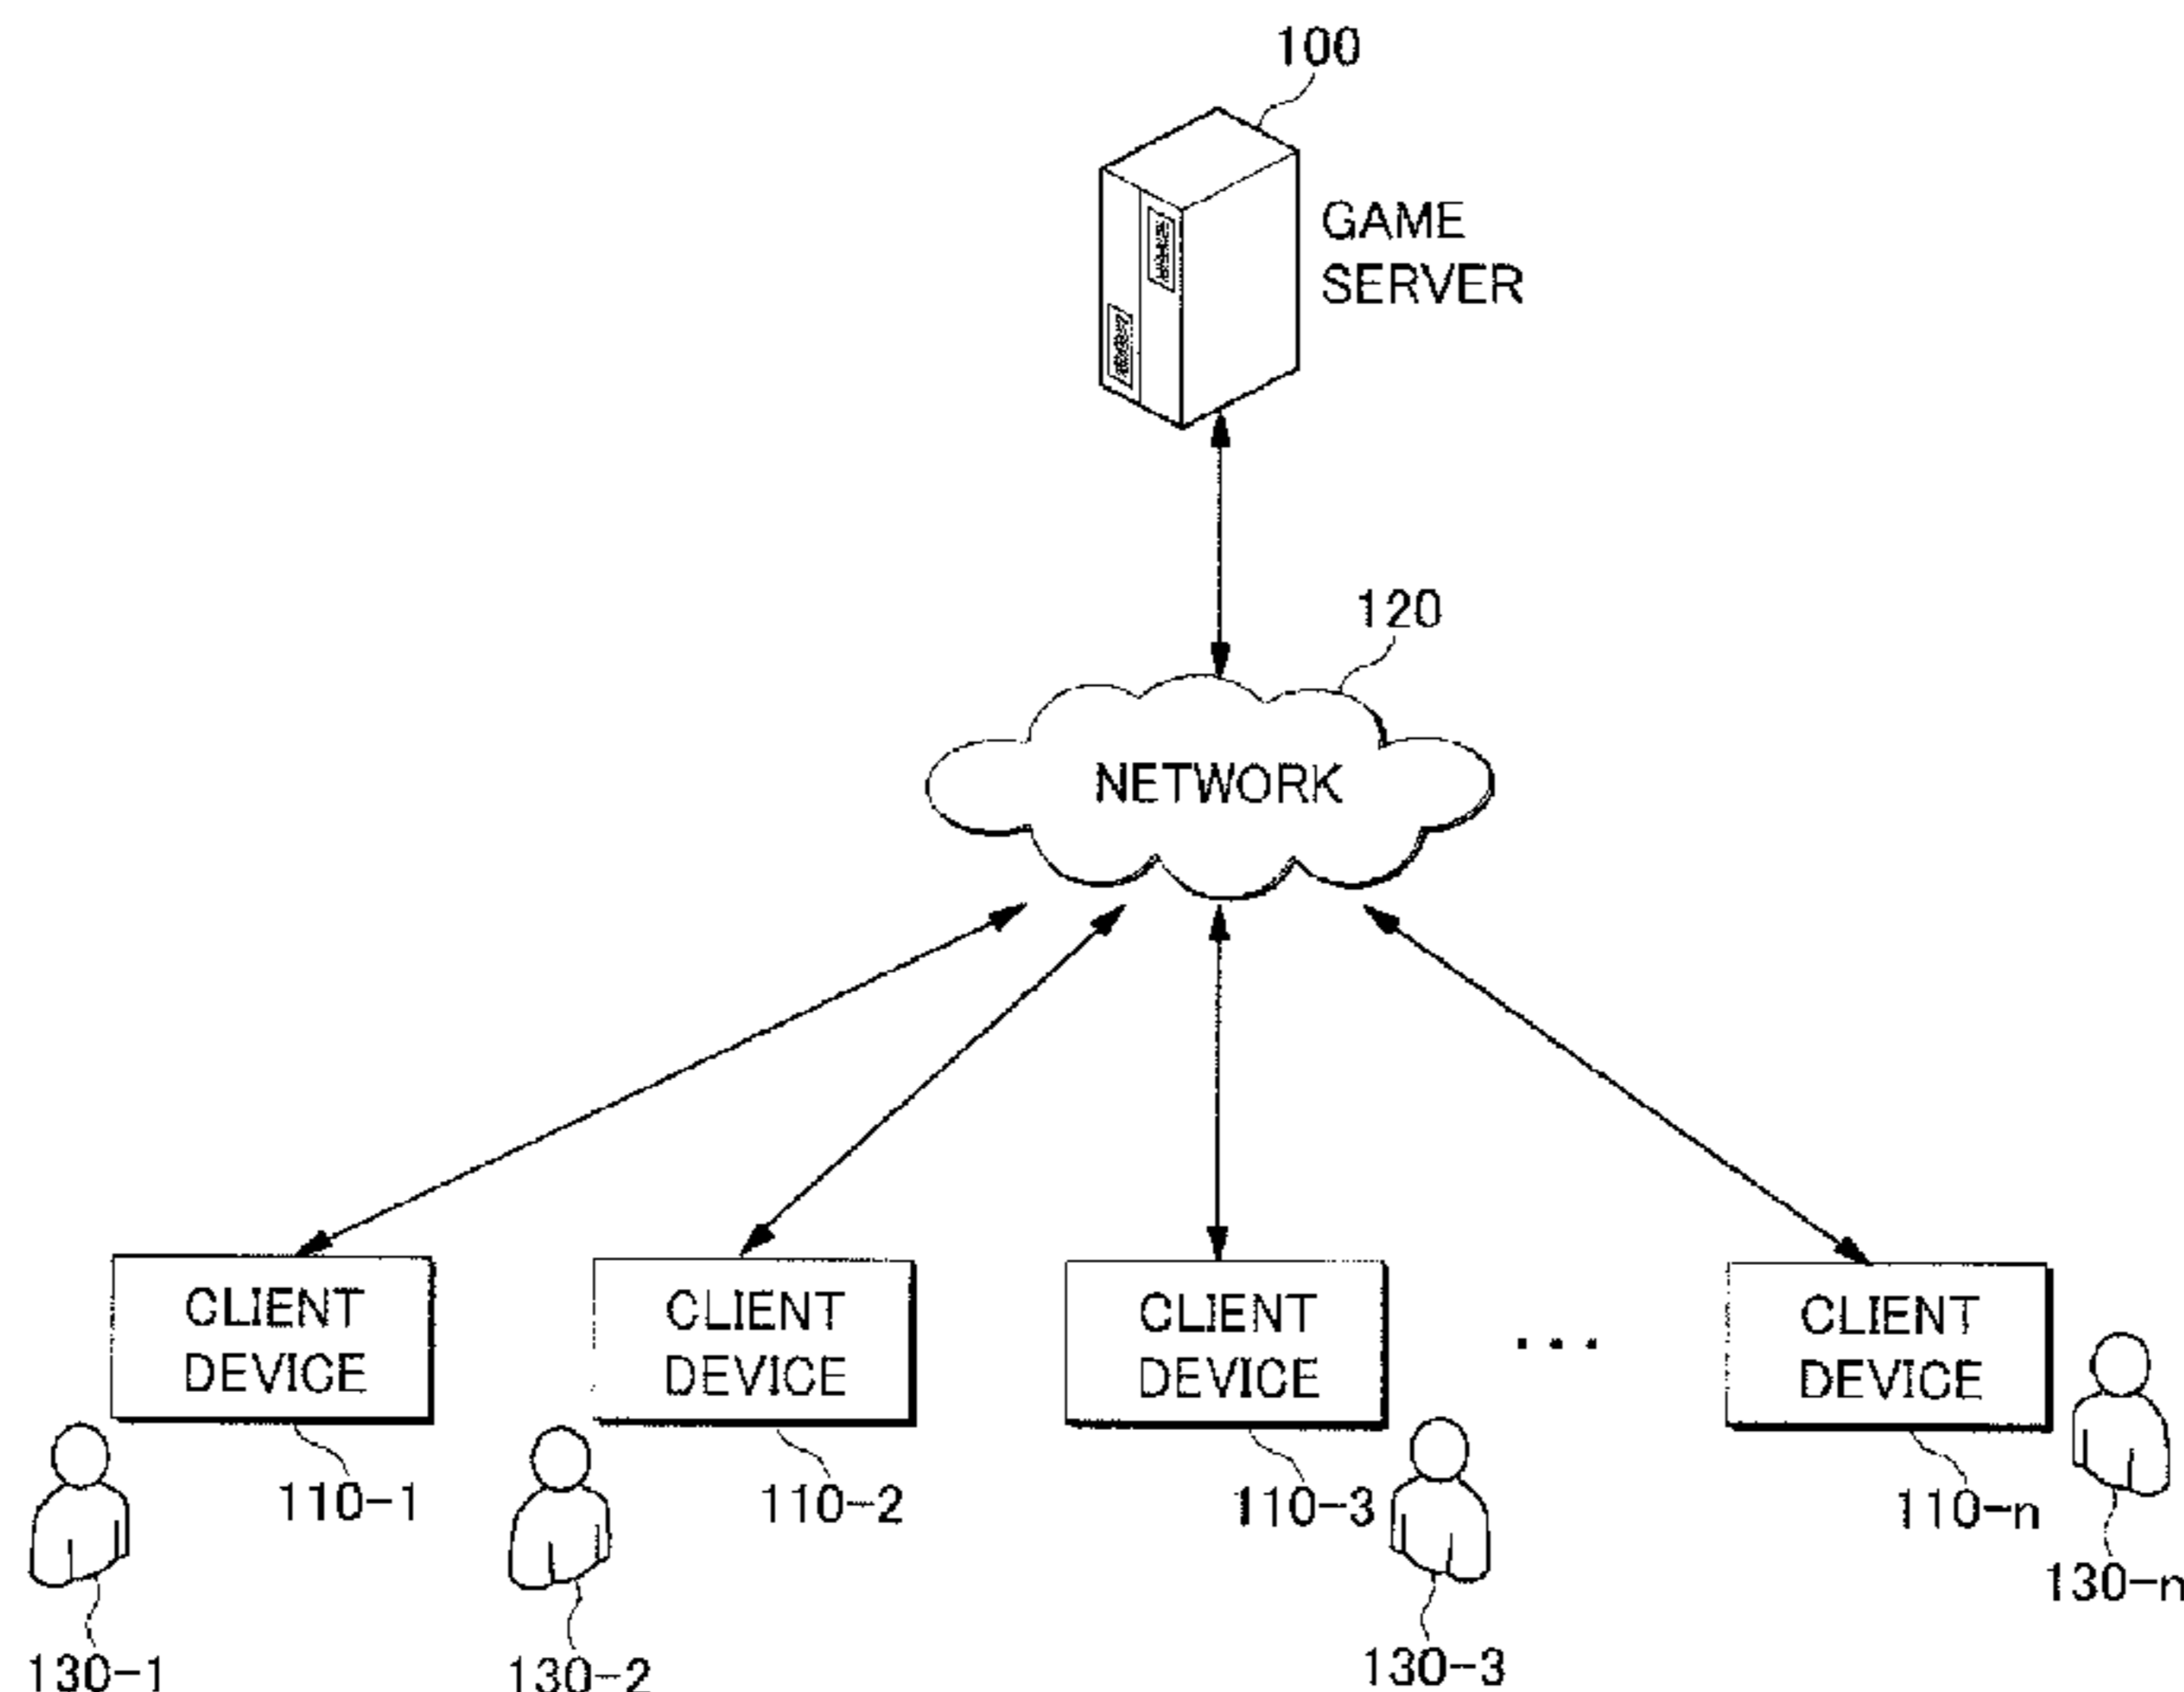 100
GAME
SERVER
120
NETWORK
CLIENT
DEVICE
CLIENT
DEVICE
CLIENT
DEVICE
...
CLIENT
DEVICE
110-1
110-2
110-3
110-n
130-1
130-2
130-3
130-n